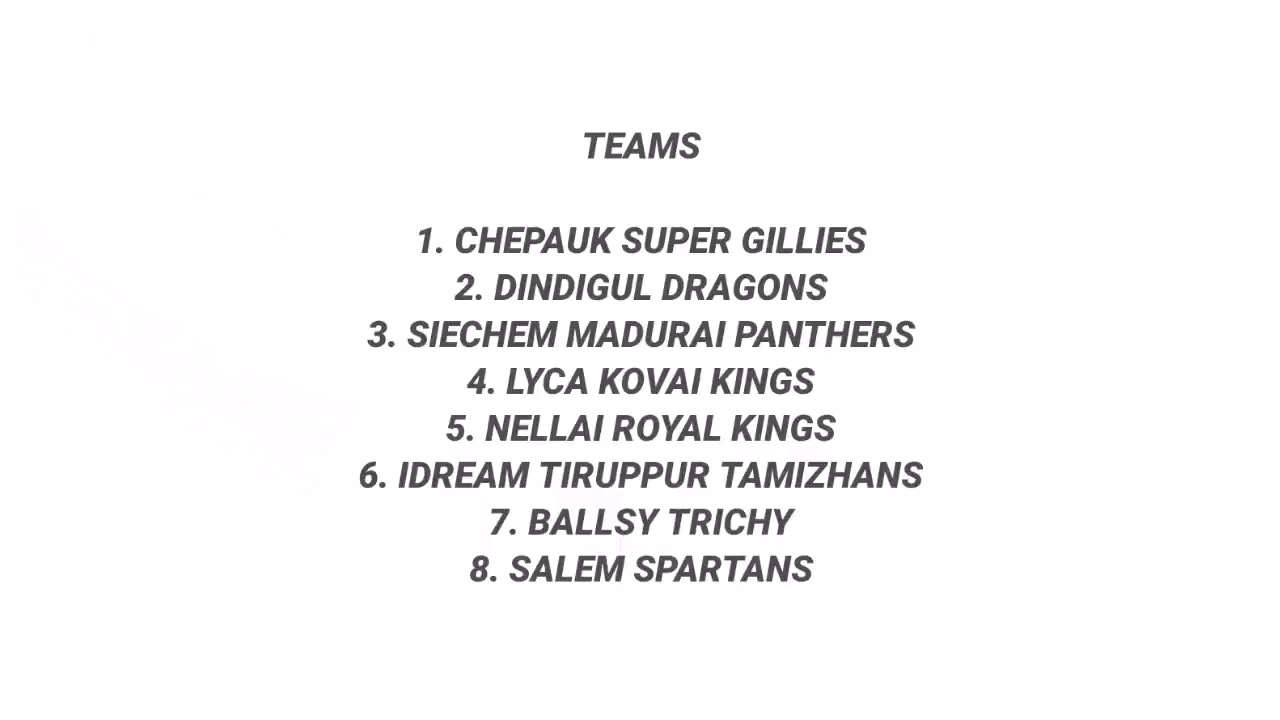 TEAMS
1. CHEPAUK SUPER GILLIES
2. DINDIGUL DRAGONS
3. SIECHEM MADURAI PANTHERS
4. LYCA KOVAI KINGS
5. NELLAI ROYAL KINGS
6. IDREAM TIRUPPUR TAMIZHANS
7. BALLSY TRICHY
8. SALEM SPARTANS